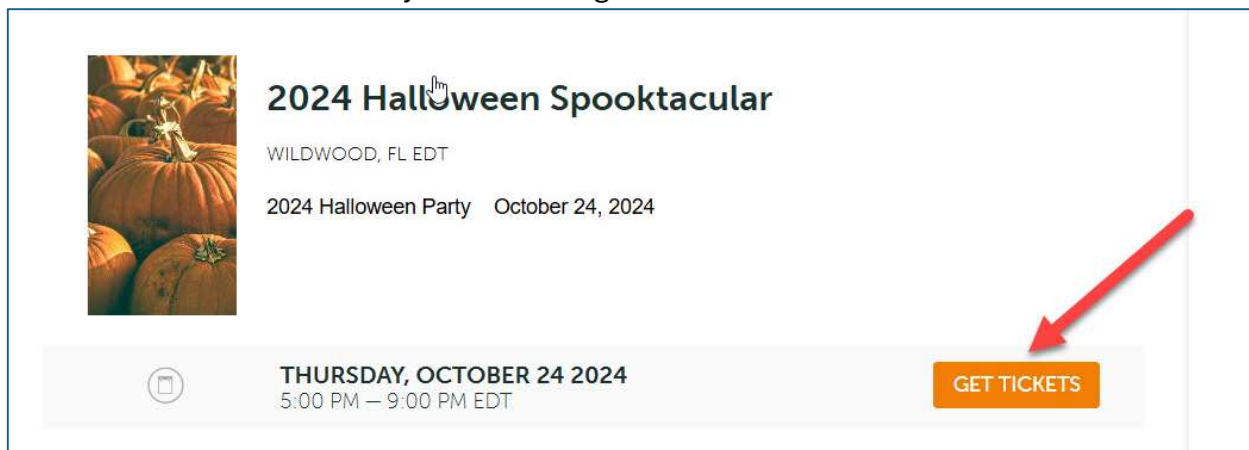 2024 Halloween Spooktacular
WILDWOOD, FL EDT
2024 Halloween Party October 24, 2024
THURSDAY, OCTOBER 24 2024
5:00 PM — 9:00 PM EDT
GET TICKETS